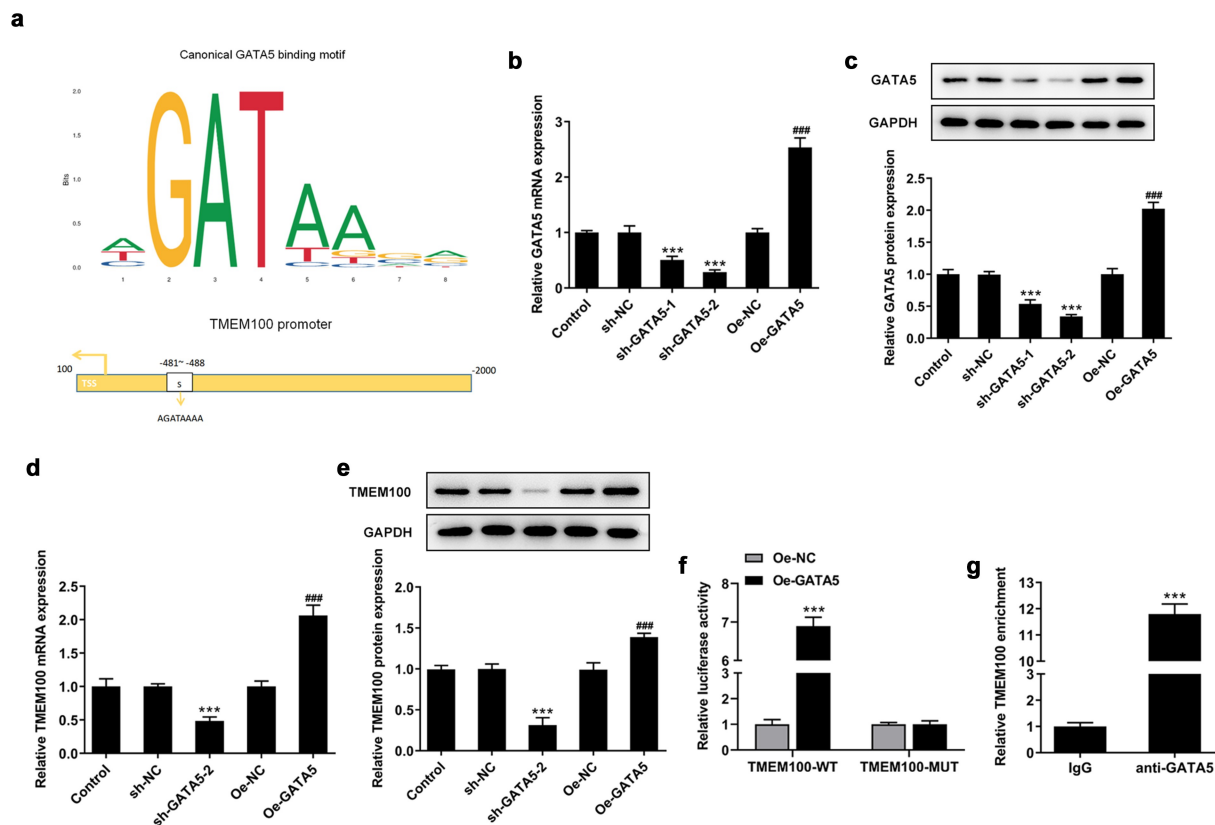 a
Canonical GATA5 binding motif
2.0
1.5
1.0
0.5
0.0
Bits
1 2 3 4 5 6 7 8
TMEM100 promoter
100
-481~ -488
-2000
TSS
S
AGATAAAA
b
Relative GATA5 mRNA expression
3
2
1
0
***
***
###
Control
sh-NC
sh-GATA5-1
sh-GATA5-2
Oe-NC
Oe-GATA5
c
GATA5
GAPDH
Relative GATA5 protein expression
2.5
2.0
1.5
1.0
0.5
0.0
***
***
###
Control
sh-NC
sh-GATA5-1
sh-GATA5-2
Oe-NC
Oe-GATA5
d
Relative TMEM100 mRNA expression
2.5
2.0
1.5
1.0
0.5
0.0
***
###
Control
sh-NC
sh-GATA5-2
Oe-NC
Oe-GATA5
e
TMEM100
GAPDH
Relative TMEM100 protein expression
2.0
1.5
1.0
0.5
0.0
***
###
Control
sh-NC
sh-GATA5-2
Oe-NC
Oe-GATA5
f
Oe-NC
Oe-GATA5
Relative luciferase activity
8
7
6
3
2
1
0
***
TMEM100-WT
TMEM100-MUT
g
Relative TMEM100 enrichment
13
12
11
10
3
2
1
0
***
IgG
anti-GATA5